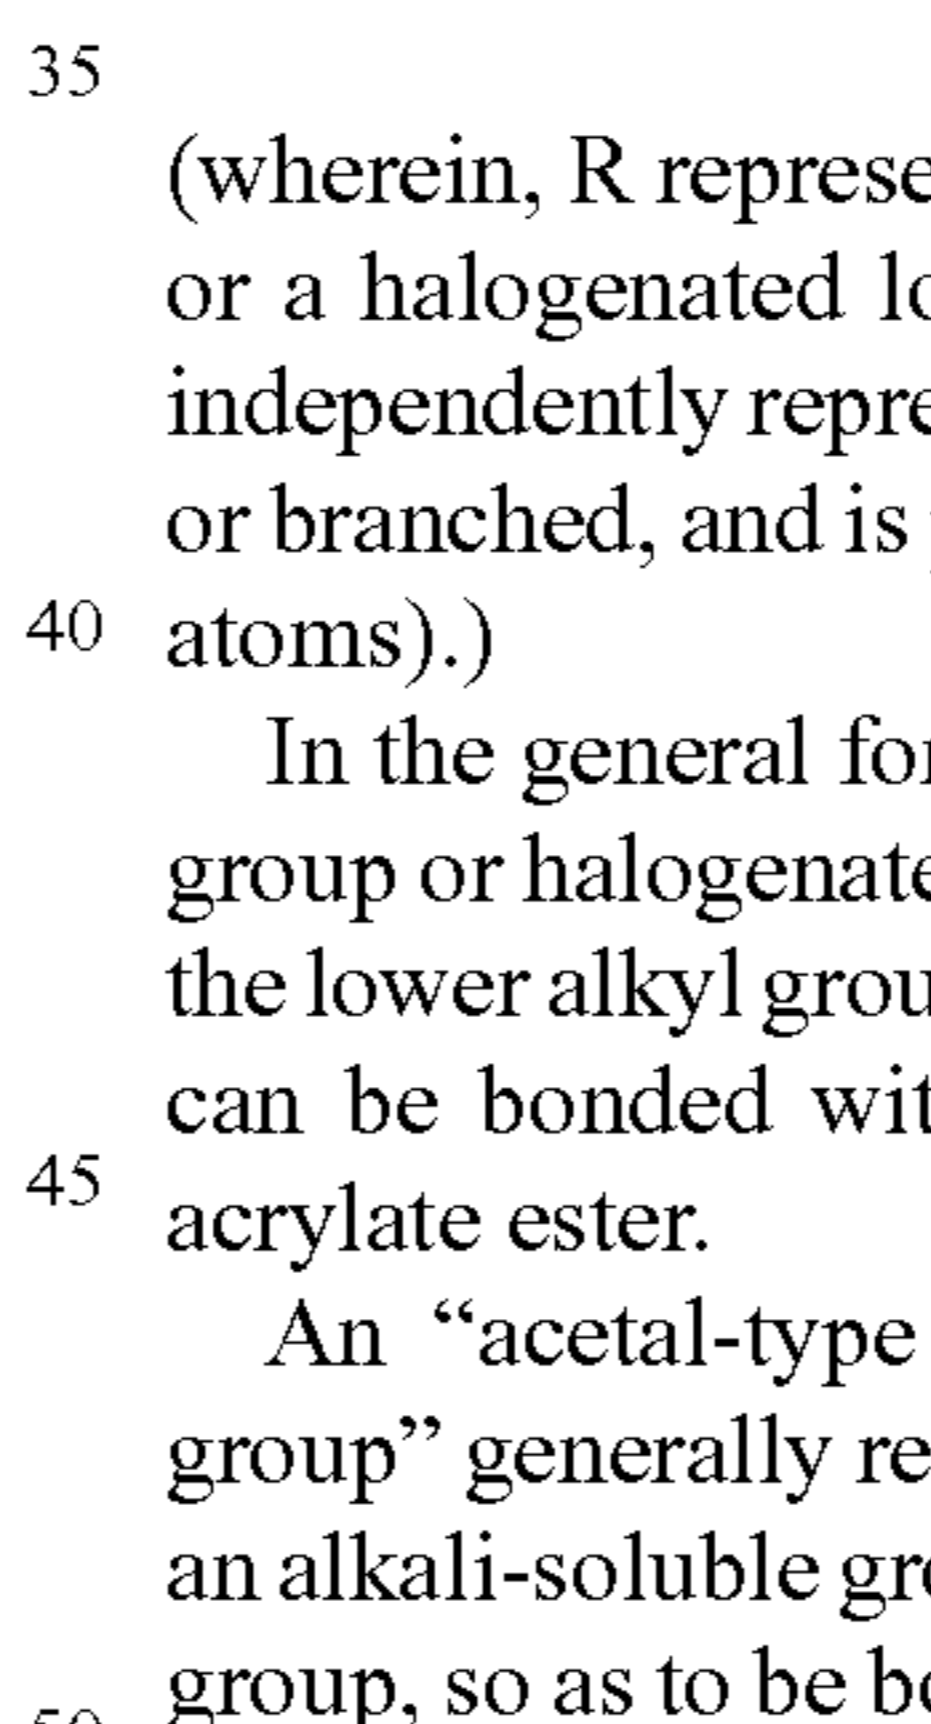 35
(wherein, R represe
or a halogenated lo
independently repre
or branched, and is
40 atoms).)
In the general for
group or halogenate
the lower alkyl grou
can be bonded wit
45
acrylate ester.
An “acetal-type
group” generally re
an alkali-soluble gro
group, so as to be bo
50